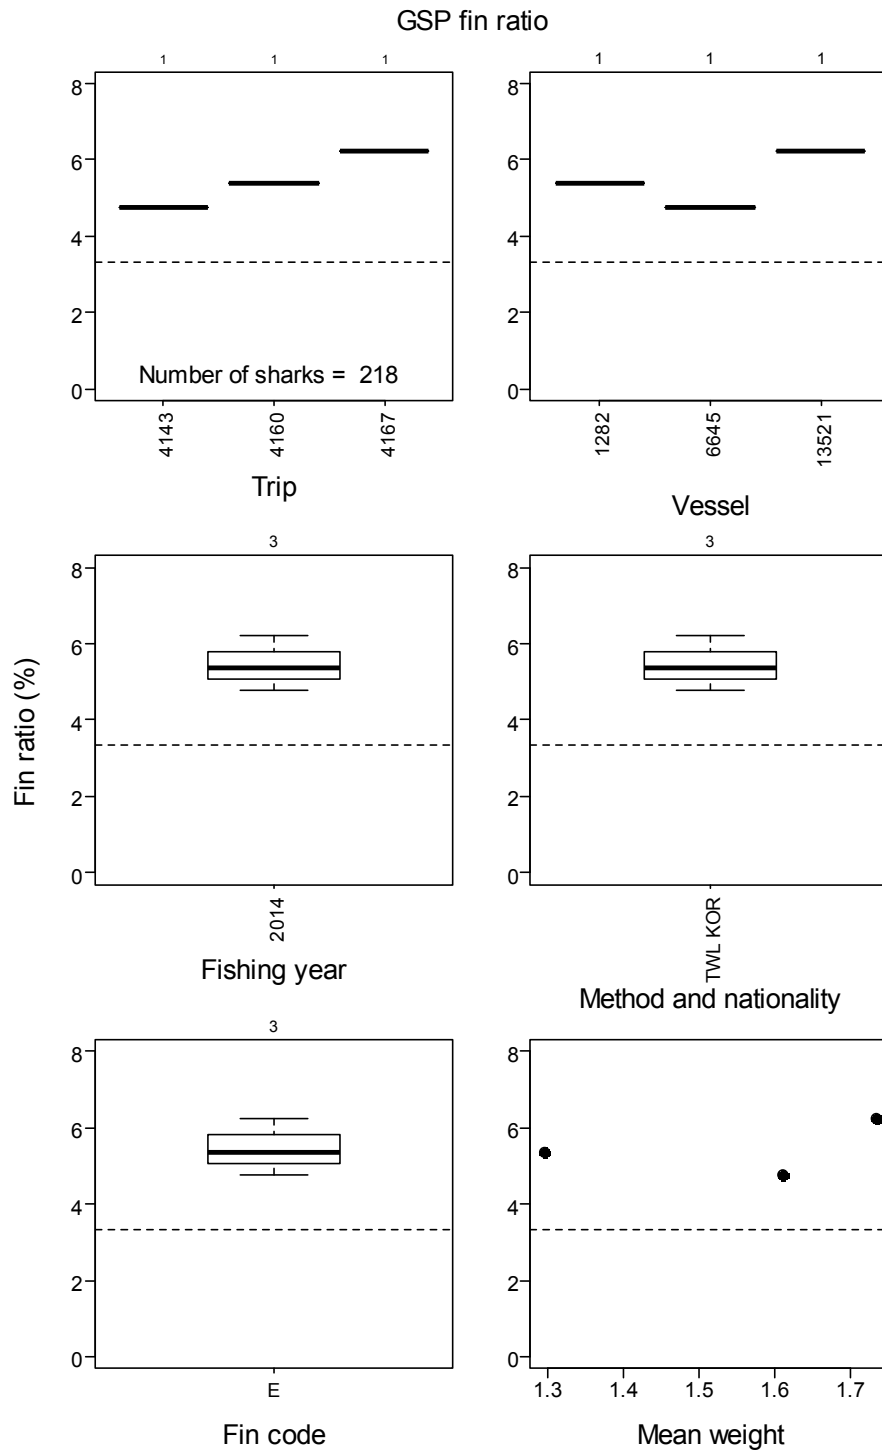 GSP fin ratio
1 1 1
8
6
4
2
0
Number of sharks = 218
4143 4160 4167
Trip
1 1 1
8
6
4
2
0
1282 6645 13521
Vessel
Fin ratio (%)
3
8
6
4
2
0
2014
Fishing year
3
8
6
4
2
0
TWL KOR
Method and nationality
3
8
6
4
2
0
E
Fin code
8
6
4
2
0
1.3 1.4 1.5 1.6 1.7
Mean weight